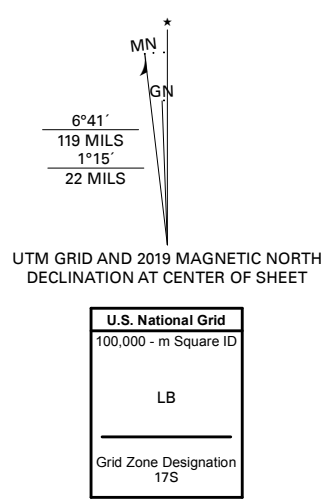 ★
MN
GN
6°41´
119 MILS
1°15´
22 MILS
UTM GRID AND 2019 MAGNETIC NORTH
DECLINATION AT CENTER OF SHEET
U.S. National Grid
100,000 - m Square ID
LB
Grid Zone Designation
17S